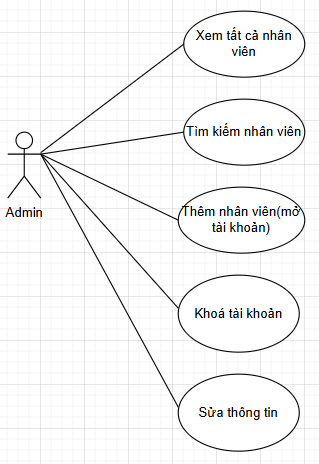 Xem tất cả nhân
viên
Tìm kiếm nhân viên
Admin
Thêm nhân viên(mở
tài khoản)
Khoá tài khoản
Sửa thông tin